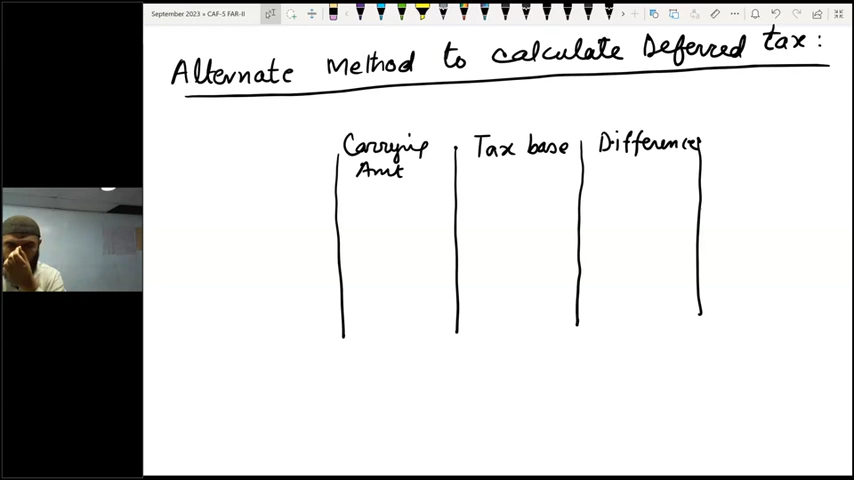 September 2023 » CAF-5 FAR-II
Alternate Method to calculate Deferred tax:
Carrying Amt
Tax base
Difference